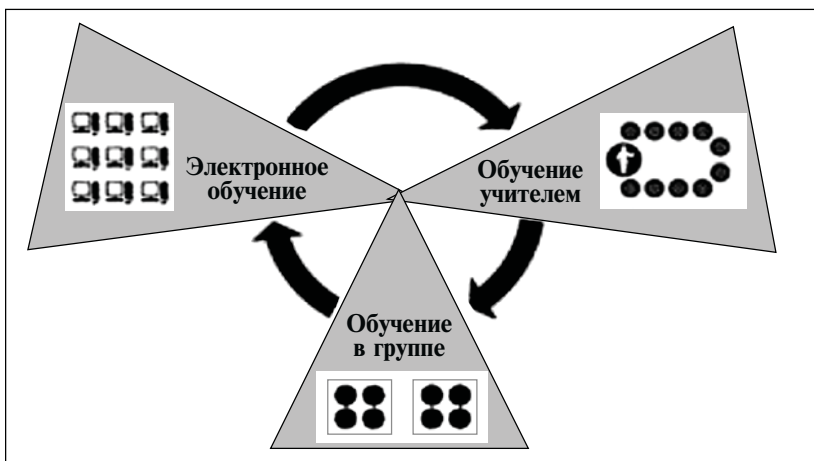 Электронное
обучение
Обучение
учителем
Обучение
в группе